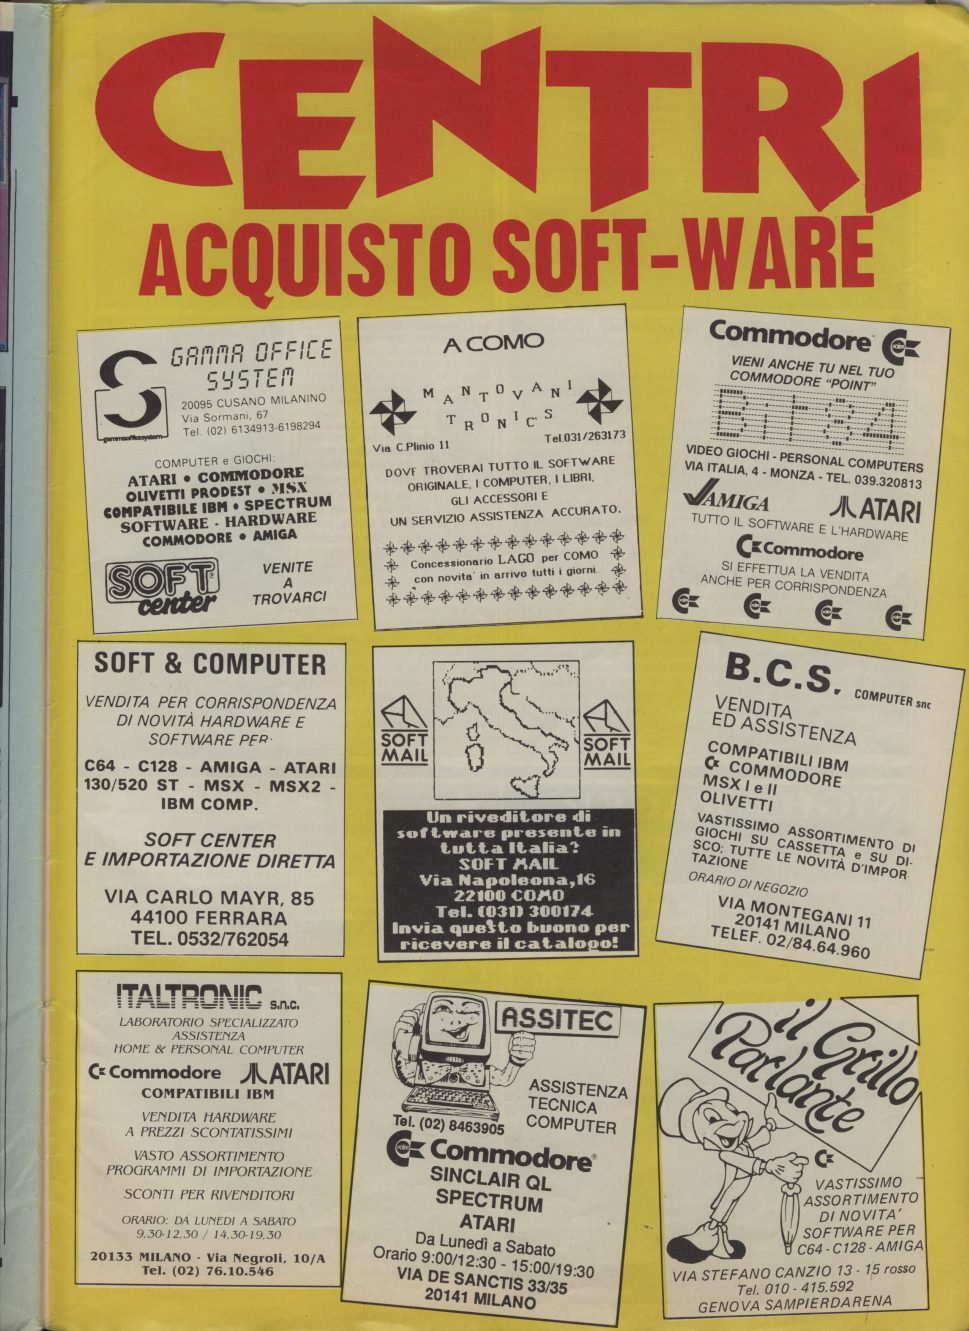 CENTRI
ACQUISTO SOFT-WARE
GAMMA OFFICE
SYSTEM
20095 CUSANO MILANINO
Via Sormani, 67
Tel. (02) 6134913-6198294
gammaofficesystem
COMPUTER e GIOCHI:
ATARI • COMMODORE
OLIVETTI PRODEST • MSX
COMPATIBILE IBM • SPECTRUM
SOFTWARE - HARDWARE
COMMODORE • AMIGA
SOFT
center
VENITE
A
TROVARCI
A COMO
MANTOVANI
TRONIC'S
Via C.Plinio 11
Tel.031/263173
DOVE TROVERAI TUTTO IL SOFTWARE
ORIGINALE, I COMPUTER, I LIBRI,
GLI ACCESSORI E
UN SERVIZIO ASSISTENZA ACCURATO.
Concessionario LAGO per COMO
con novita' in arrivo tutti i giorni.
Commodore
VIENI ANCHE TU NEL TUO
COMMODORE "POINT"
BIT84
VIDEO GIOCHI - PERSONAL COMPUTERS
VIA ITALIA, 4 - MONZA - TEL. 039.320813
AMIGA
ATARI
TUTTO IL SOFTWARE E L'HARDWARE
Commodore
SI EFFETTUA LA VENDITA
ANCHE PER CORRISPONDENZA
SOFT & COMPUTER
VENDITA PER CORRISPONDENZA
DI NOVITÀ HARDWARE E
SOFTWARE PER:
C64 - C128 - AMIGA - ATARI
130/520 ST - MSX - MSX2 -
IBM COMP.
SOFT CENTER
E IMPORTAZIONE DIRETTA
VIA CARLO MAYR, 85
44100 FERRARA
TEL. 0532/762054
SOFT
MAIL
SOFT
MAIL
Un riveditore di
software presente in
tutta Italia?
SOFT MAIL
Via Napoleona,16
22100 COMO
Tel. (031) 300174
Invia questo buono per
ricevere il catalogo!
B.C.S. COMPUTER snc
VENDITA
ED ASSISTENZA
COMPATIBILI IBM
COMMODORE
MSX I e II
OLIVETTI
VASTISSIMO ASSORTIMENTO DI
GIOCHI SU CASSETTA e SU DI-
SCO: TUTTE LE NOVITÀ D'IMPOR-
TAZIONE
ORARIO DI NEGOZIO
VIA MONTEGANI 11
20141 MILANO
TELEF. 02/84.64.960
ITALTRONIC s.n.c.
LABORATORIO SPECIALIZZATO
ASSISTENZA
HOME & PERSONAL COMPUTER
Commodore ATARI
COMPATIBILI IBM
VENDITA HARDWARE
A PREZZI SCONTATISSIMI
VASTO ASSORTIMENTO
PROGRAMMI DI IMPORTAZIONE
SCONTI PER RIVENDITORI
ORARIO: DA LUNEDI A SABATO
9,30-12,30 / 14,30-19,30
20133 MILANO - Via Negroli, 10/A
Tel. (02) 76.10.546
ASSITEC
ASSISTENZA
TECNICA
COMPUTER
Tel. (02) 8463905
Commodore
SINCLAIR QL
SPECTRUM
ATARI
Da Lunedì a Sabato
Orario 9:00/12:30 - 15:00/19:30
VIA DE SANCTIS 33/35
20141 MILANO
il Grillo
Parlante
VASTISSIMO
ASSORTIMENTO
DI NOVITA'
SOFTWARE PER
C64 - C128 - AMIGA
VIA STEFANO CANZIO 13 - 15 rosso
Tel. 010 - 415.592
GENOVA SAMPIERDARENA